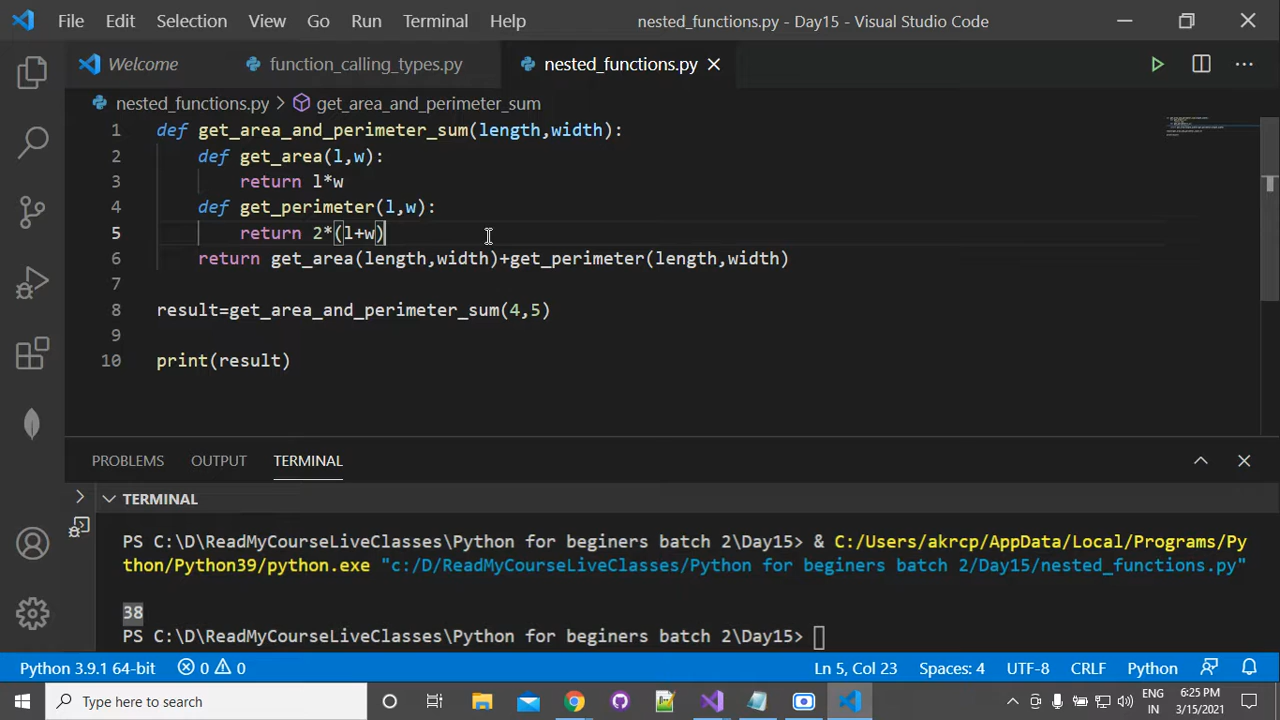 File Edit Selection View Go Run Terminal Help nested_functions.py - Day15 - Visual Studio Code
Welcome function_calling_types.py nested_functions.py
nested_functions.py > get_area_and_perimeter_sum
1 def get_area_and_perimeter_sum(length,width):
2 def get_area(l,w):
3 return l*w
4 def get_perimeter(l,w):
5 return 2*(l+w)
6 return get_area(length,width)+get_perimeter(length,width)
7
8 result=get_area_and_perimeter_sum(4,5)
9
10 print(result)
PROBLEMS OUTPUT TERMINAL
TERMINAL
PS C:\D\ReadMyCourseLiveClasses\Python for beginers batch 2\Day15> & C:/Users/akrcp/AppData/Local/Programs/Py
thon/Python39/python.exe "c:/D/ReadMyCourseLiveClasses/Python for beginers batch 2/Day15/nested_functions.py"
38
PS C:\D\ReadMyCourseLiveClasses\Python for beginers batch 2\Day15>
Python 3.9.1 64-bit 0 0 Ln 5, Col 23 Spaces: 4 UTF-8 CRLF Python
Type here to search ENG 6:25 PM
IN 3/15/2021